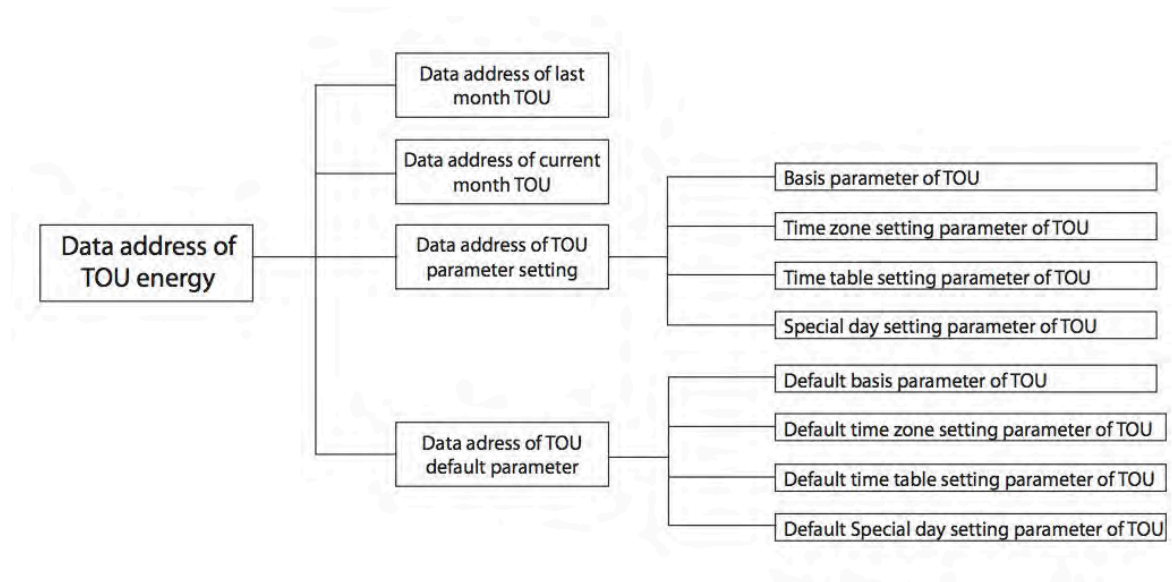 Data address of
TOU energy
Data address of last
month TOU
Data address of current
month TOU
Data address of TOU
parameter setting
Basis parameter of TOU
Time zone setting parameter of TOU
Time table setting parameter of TOU
Special day setting parameter of TOU
Data adress of TOU
default parameter
Default basis parameter of TOU
Default time zone setting parameter of TOU
Default time table setting parameter of TOU
Default Special day setting parameter of TOU